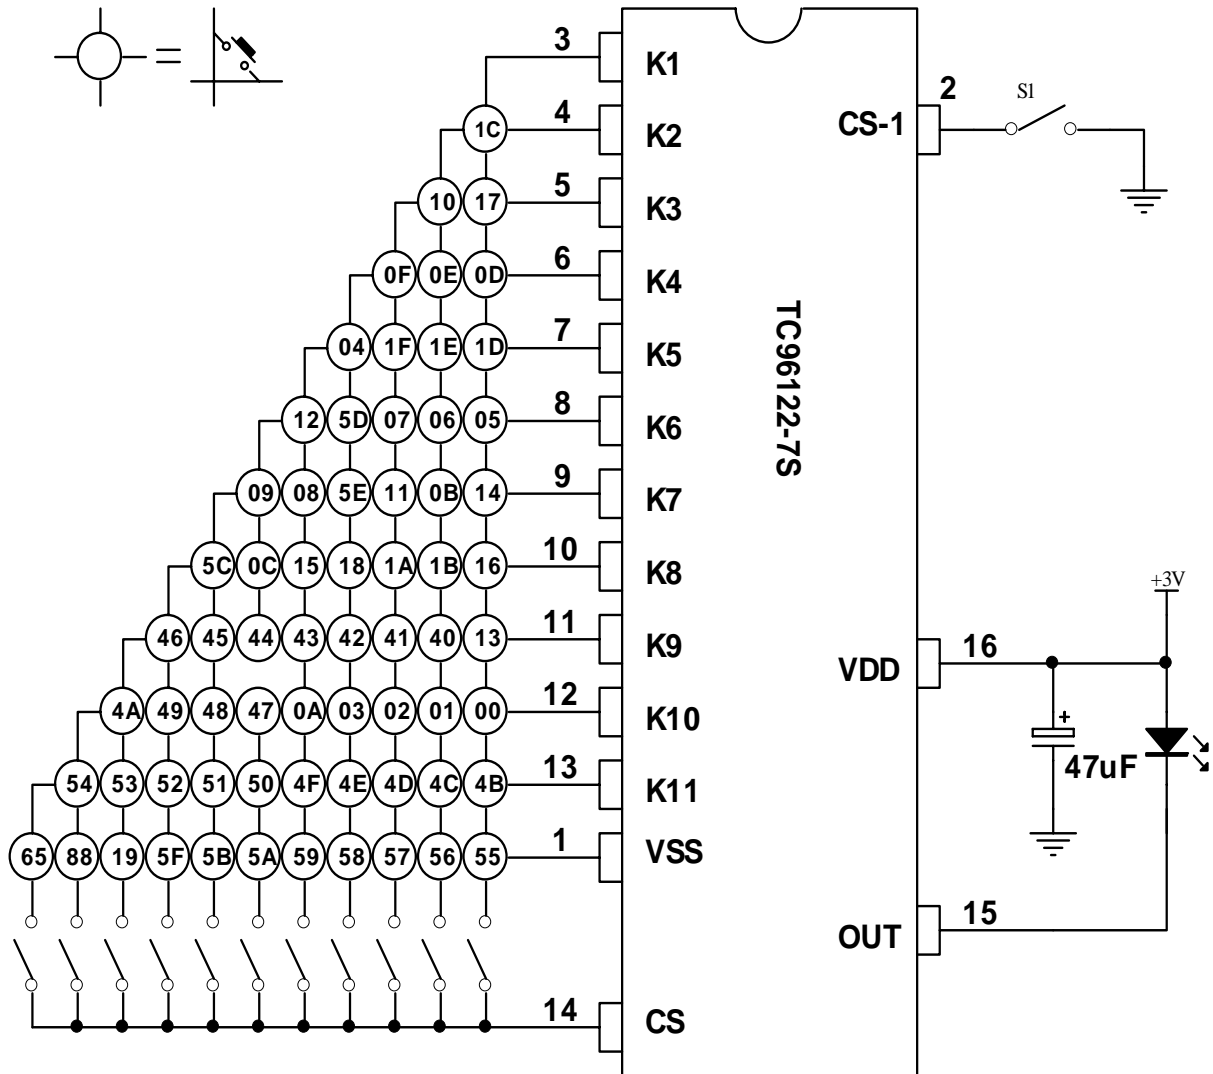 3 K1
1C 4 K2
10 17 5 K3
0F 0E 0D 6 K4
04 1F 1E 1D 7 K5
12 5D 07 06 05 8 K6
09 08 5E 11 0B 14 9 K7
5C 0C 15 18 1A 1B 16 10 K8
46 45 44 43 42 41 40 13 11 K9
4A 49 48 47 0A 03 02 01 00 12 K10
54 53 52 51 50 4F 4E 4D 4C 4B 13 K11
65 88 19 5F 5B 5A 59 58 57 56 55 1 VSS
14 CS
TC96122-7S
CS-1 2 S1
+3V
VDD 16
+
47uF
OUT 15